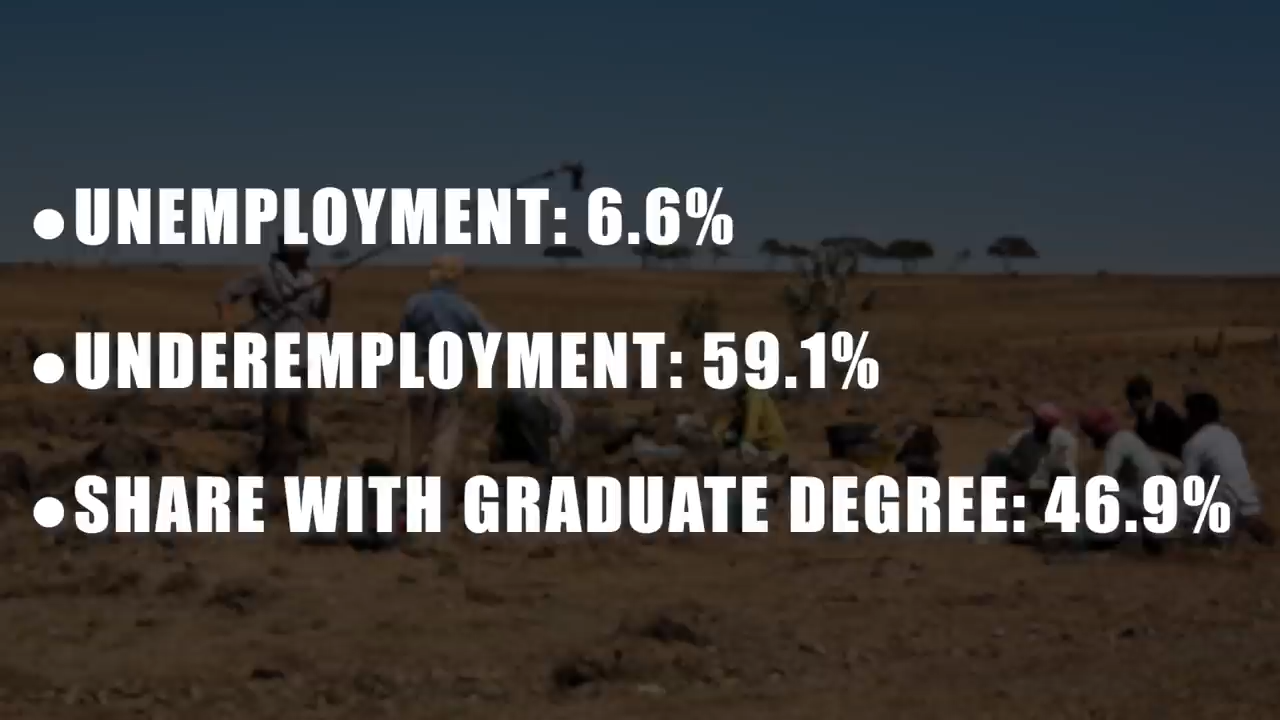 •UNEMPLOYMENT: 6.6%
•UNDEREMPLOYMENT: 59.1%
•SHARE WITH GRADUATE DEGREE: 46.9%